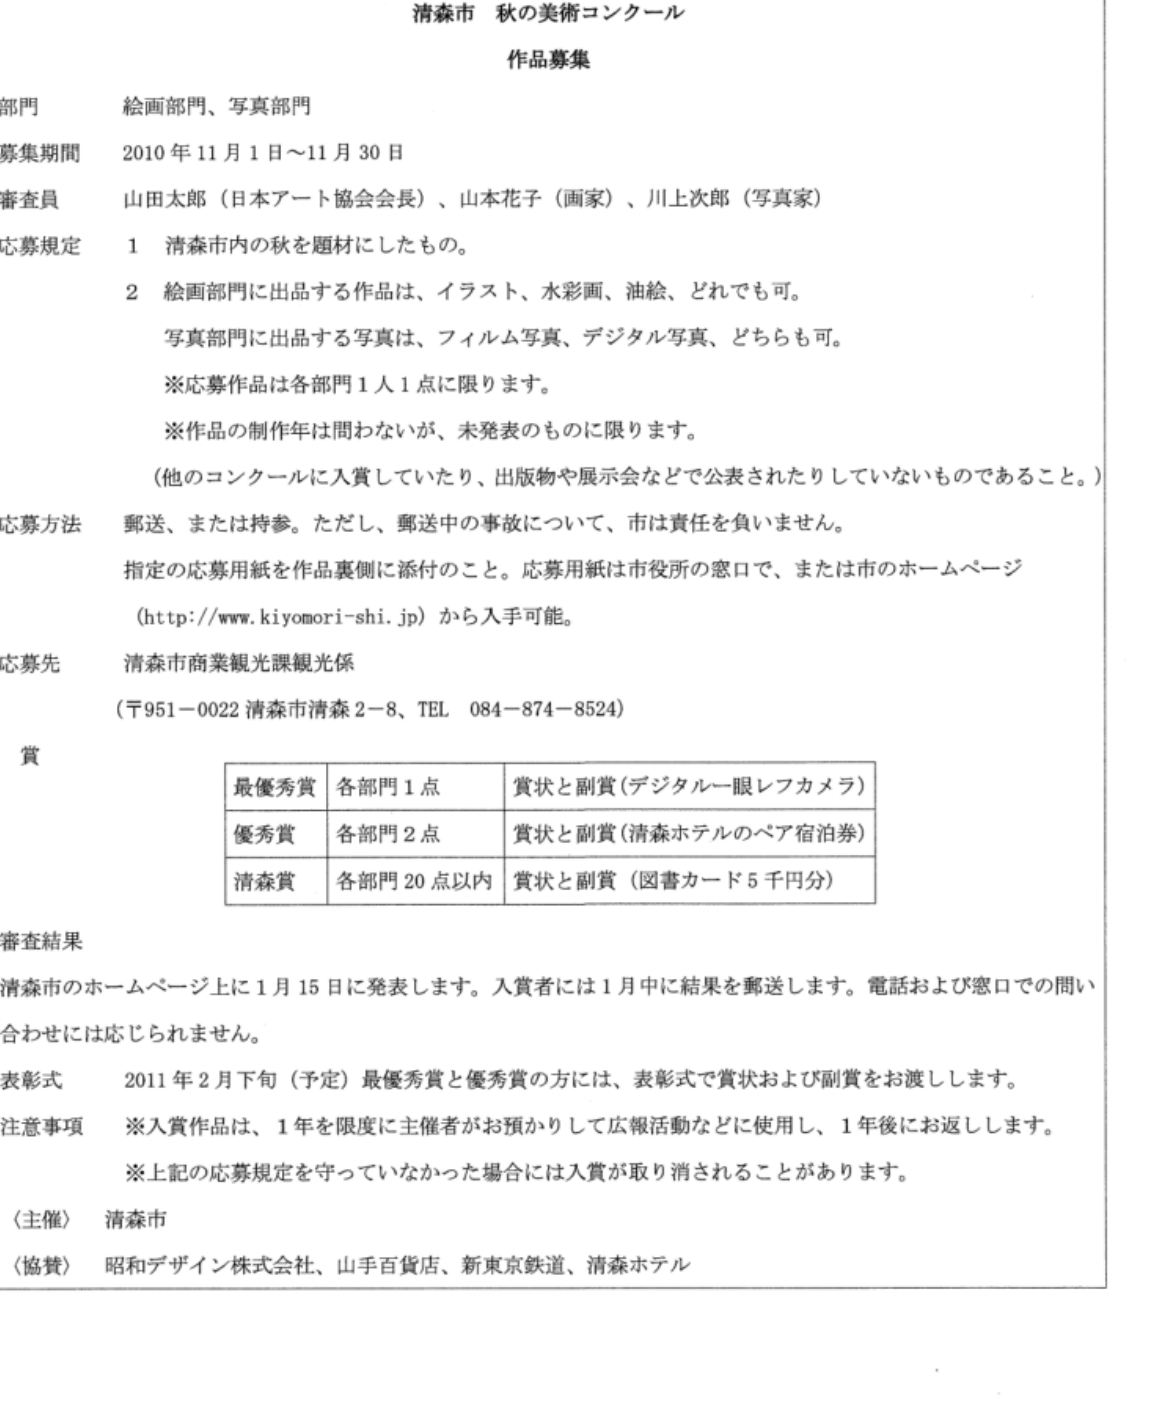 清森市　秋の美術コンクール
作品募集
部門　絵画部門、写真部門
募集期間　2010年11月1日～11月30日
審査員　山田太郎（日本アート協会会長）、山本花子（画家）、川上次郎（写真家）
応募規定　1　清森市内の秋を題材にしたもの。
2　絵画部門に出品する作品は、イラスト、水彩画、油絵、どれでも可。
写真部門に出品する写真は、フィルム写真、デジタル写真、どちらも可。
※応募作品は各部門1人1点に限ります。
※作品の制作年は問わないが、未発表のものに限ります。
（他のコンクールに入賞していたり、出版物や展示会などで公表されたりしていないものであること。）
応募方法　郵送、または持参。ただし、郵送中の事故について、市は責任を負いません。
指定の応募用紙を作品裏側に添付のこと。応募用紙は市役所の窓口で、または市のホームページ
（http://www.kiyomori-shi.jp）から入手可能。
応募先　清森市商業観光課観光係
（〒951－0022 清森市清森2－8、TEL　084－874－8524）
賞
最優秀賞　各部門1点　賞状と副賞（デジタル一眼レフカメラ）
優秀賞　各部門2点　賞状と副賞（清森ホテルのペア宿泊券）
清森賞　各部門20点以内　賞状と副賞（図書カード5千円分）
審査結果
清森市のホームページ上に1月15日に発表します。入賞者には1月中に結果を郵送します。電話および窓口での問い
合わせには応じられません。
表彰式　2011年2月下旬（予定）最優秀賞と優秀賞の方には、表彰式で賞状および副賞をお渡しします。
注意事項　※入賞作品は、1年を限度に主催者がお預かりして広報活動などに使用し、1年後にお返しします。
※上記の応募規定を守っていなかった場合には入賞が取り消されることがあります。
〈主催〉　清森市
〈協賛〉　昭和デザイン株式会社、山手百貨店、新東京鉄道、清森ホテル